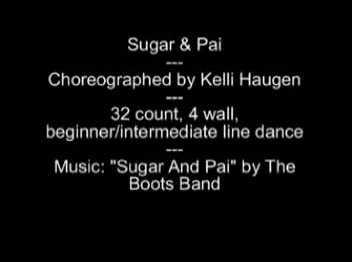 Sugar & Pai
---
Choreographed by Kelli Haugen
---
32 count, 4 wall,
beginner/intermediate line dance
---
Music: "Sugar And Pai" by The
Boots Band